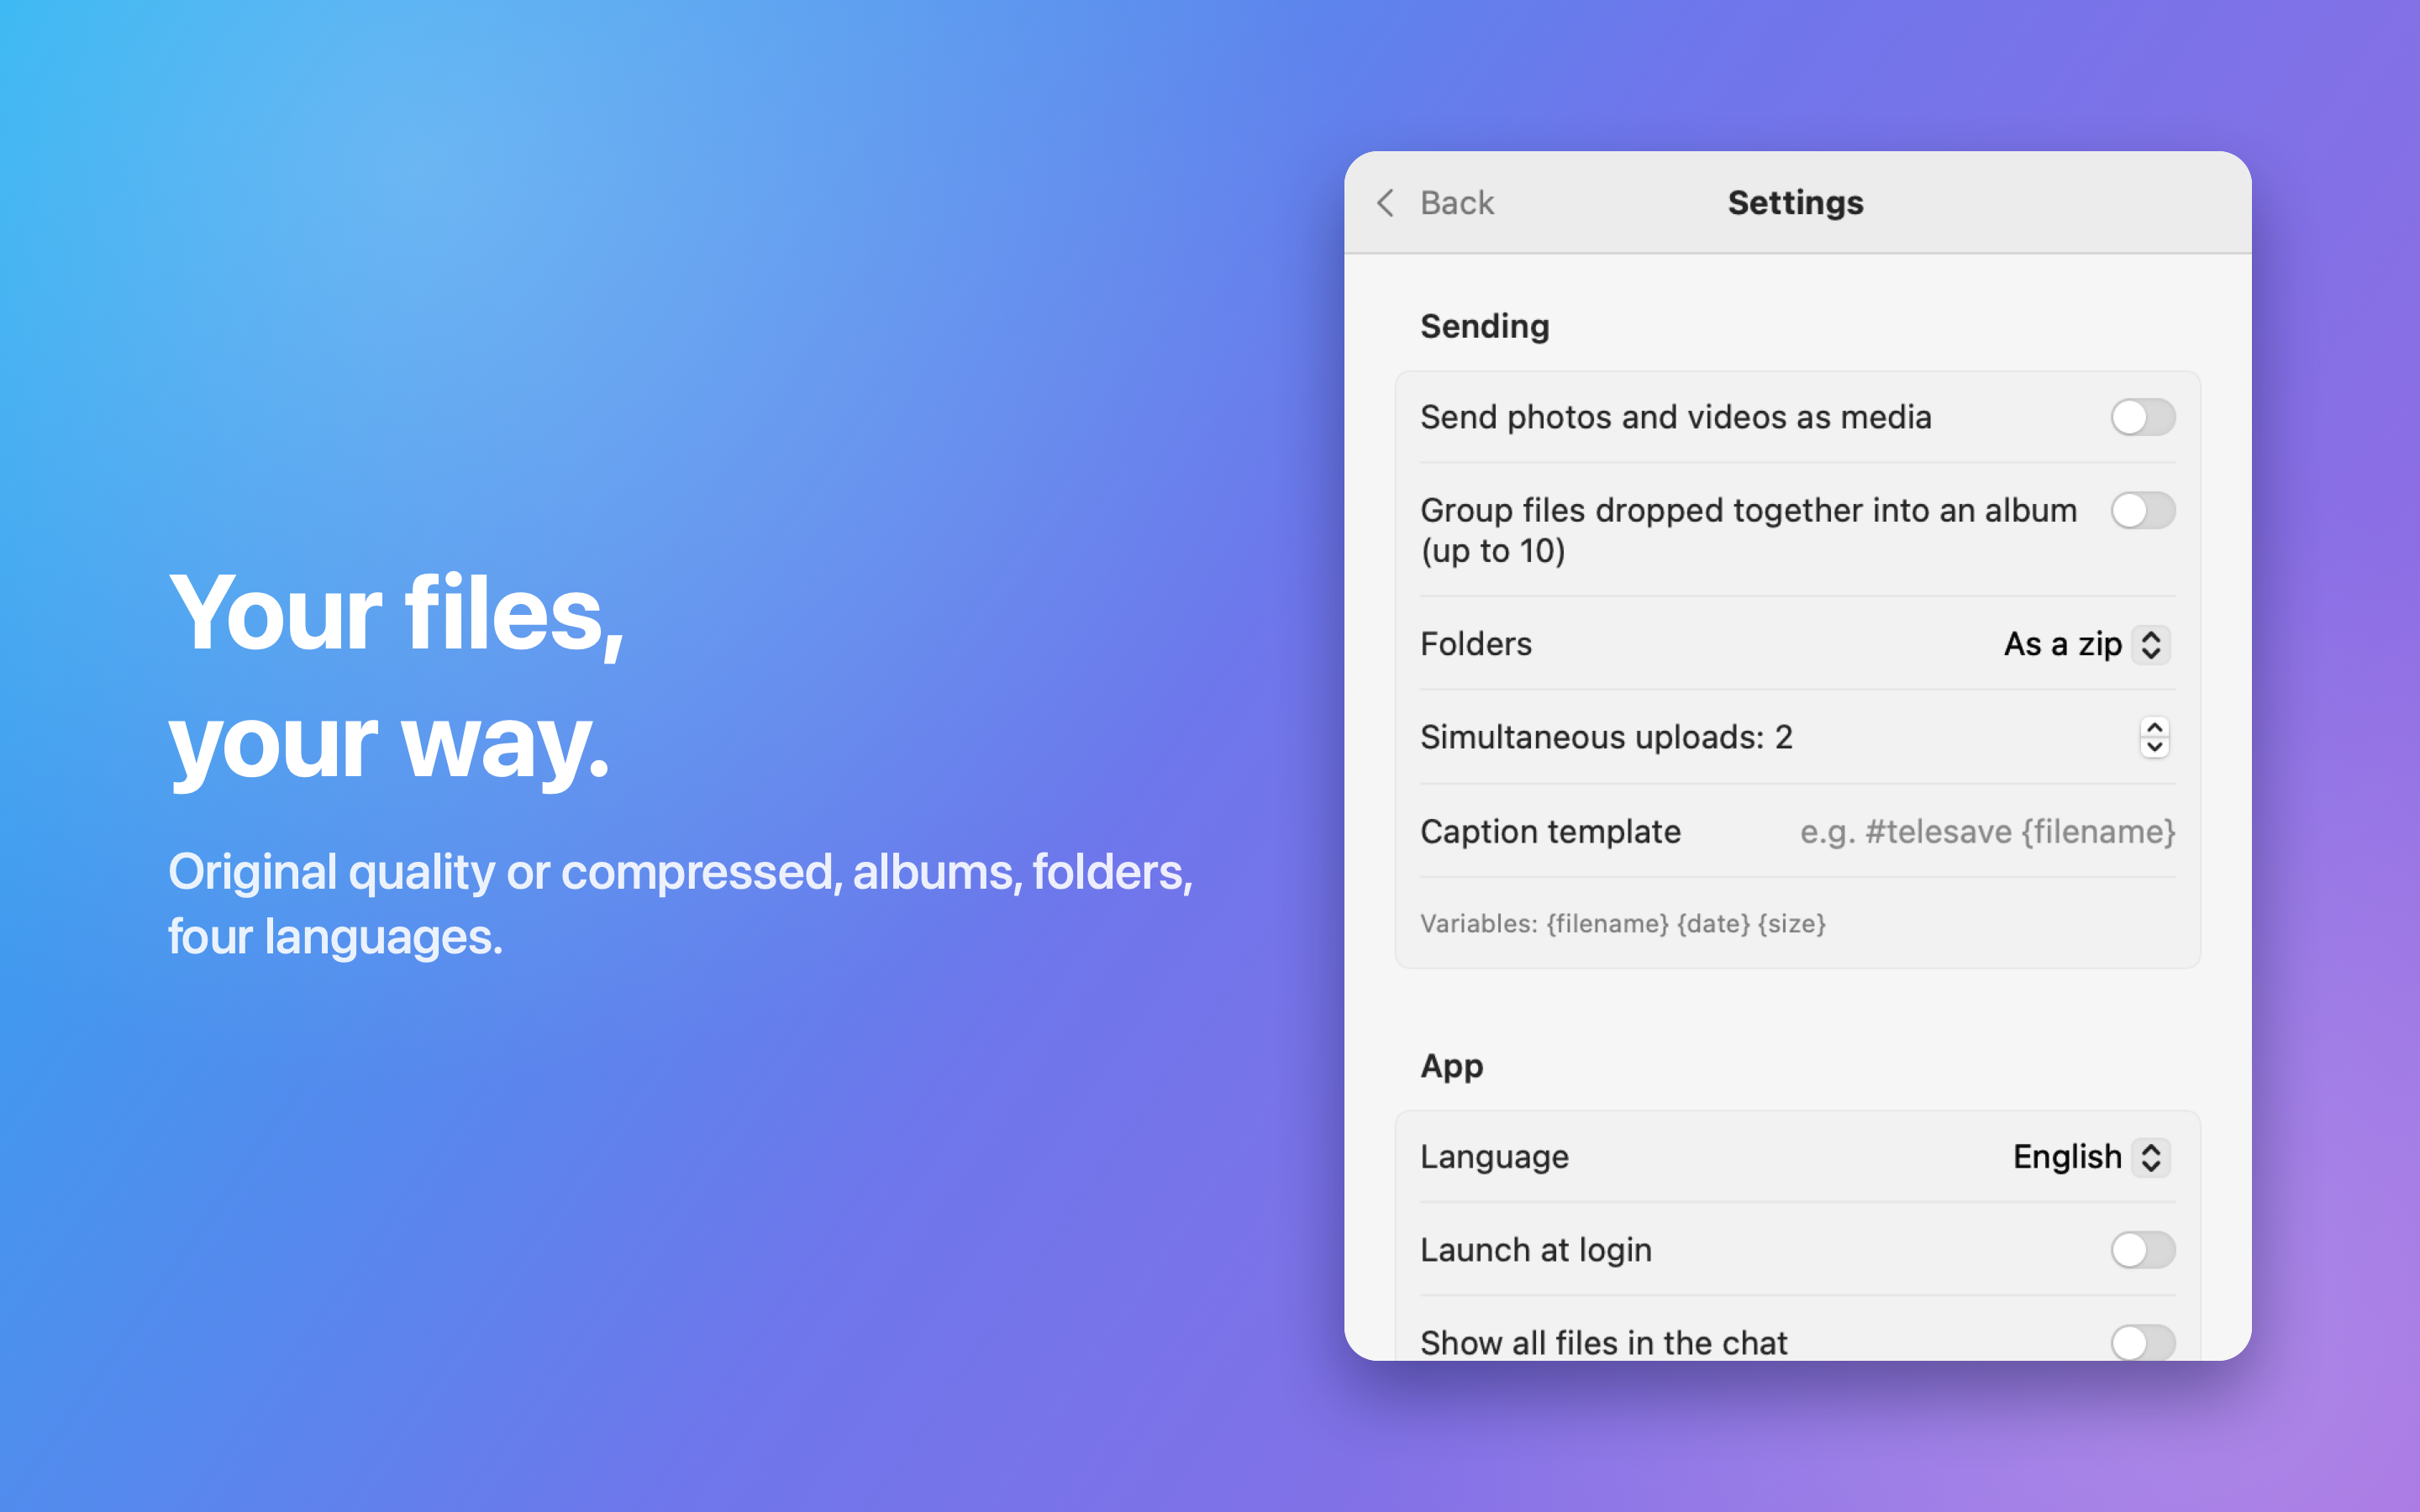 Your files,
your way.
Original quality or compressed, albums, folders,
four languages.
Back
Settings
Sending
Send photos and videos as media
Group files dropped together into an album
(up to 10)
Folders
As a zip
Simultaneous uploads: 2
Caption template
e.g. #telesave {filename}
Variables: {filename} {date} {size}
App
Language
English
Launch at login
Show all files in the chat